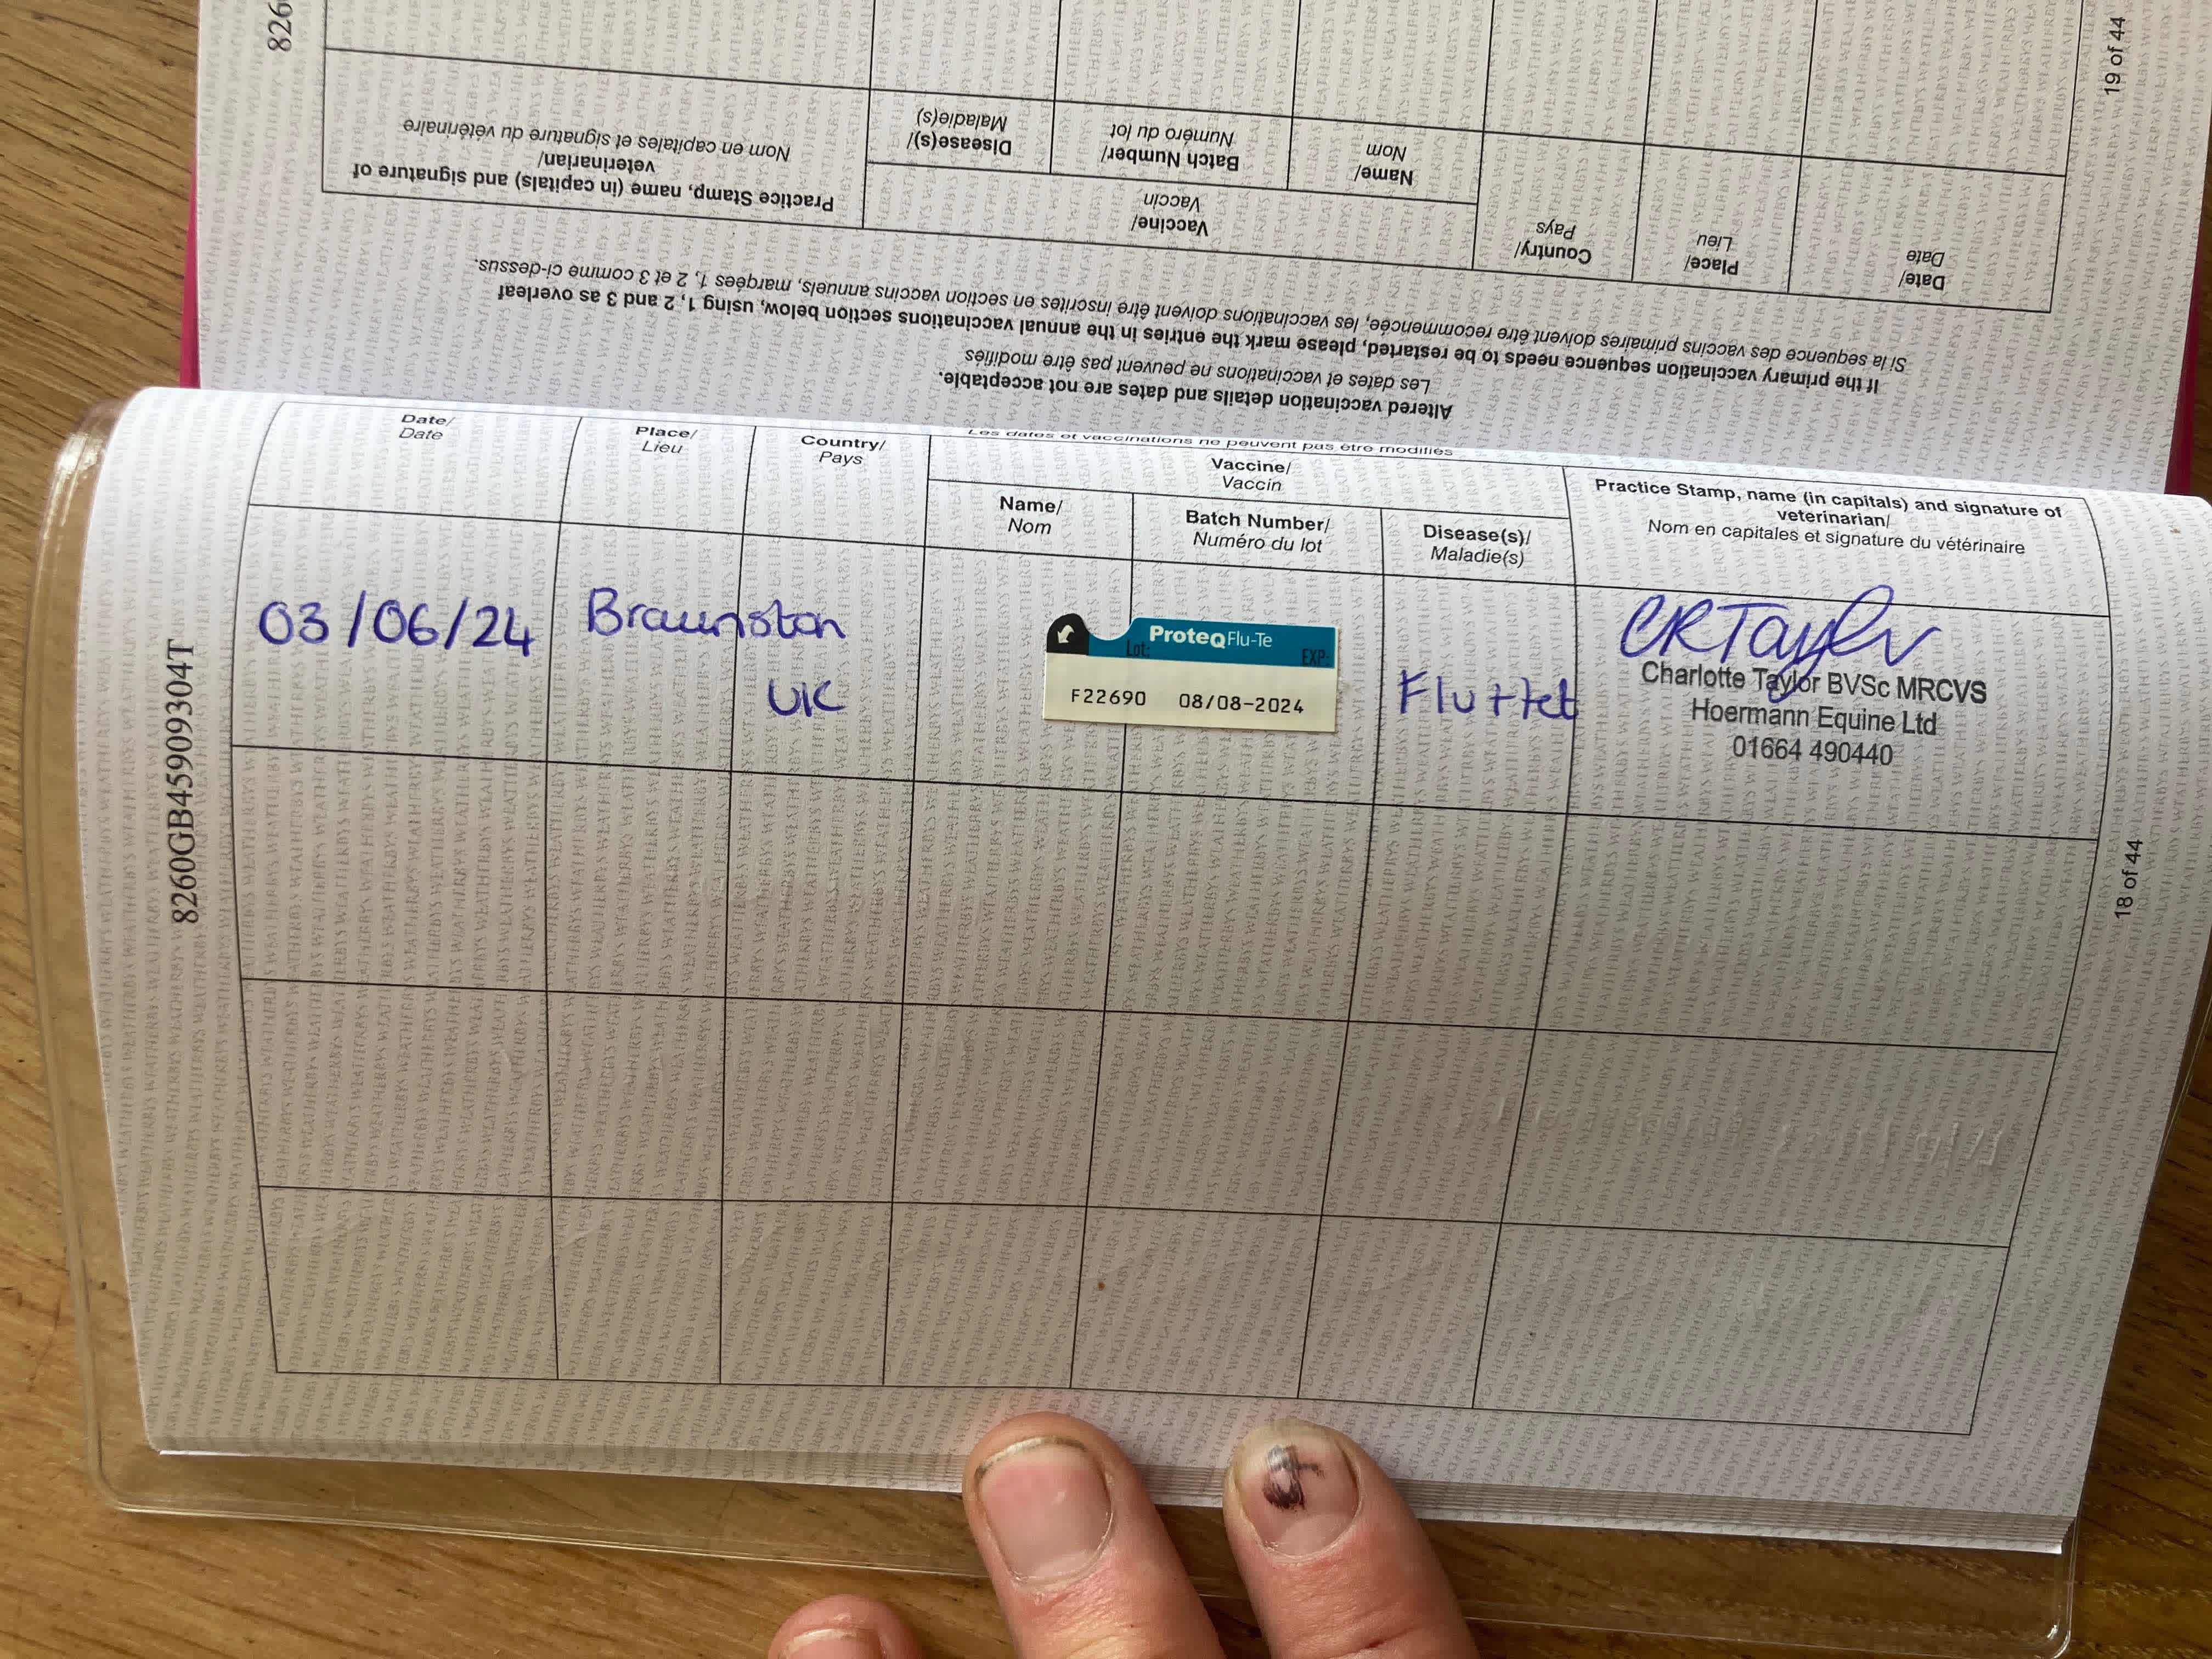 826
19 of 44
Practice Stamp, name (in capitals) and signature of
veterinarian/
Nom en capitales et signature du vétérinaire
Disease(s)/
Maladie(s)
Batch Number/
Numéro du lot
Name/
Nom
Vaccine/
Vaccin
Country/
Pays
Place/
Lieu
Date/
Date
If the primary vaccination sequence needs to be restarted, please mark the entries in the annual vaccinations section below, using 1, 2 and 3 as overleaf
Si la séquence des vaccins primaires doivent être recommencée, les vaccinations doivent être inscrites en section vaccins annuels, marqées 1, 2 et 3 comme ci-dessus.
Altered vaccination details and dates are not acceptable.
Les dates et vaccinations ne peuvent pas être modifiés
Les dates et vaccinations ne peuvent pas être modifiés
Date/
Date
Place/
Lieu
Country/
Pays
Vaccine/
Vaccin
Name/
Nom
Batch Number/
Numéro du lot
Disease(s)/
Maladie(s)
Practice Stamp, name (in capitals) and signature of
veterinarian/
Nom en capitales et signature du vétérinaire
03/06/24
Braunston
UK
ProteqFlu-Te
Lot: EXP:
F22690 08/08-2024
Flu + tet
CRTaylor
Charlotte Taylor BVSc MRCVS
Hoermann Equine Ltd
01664 490440
8260GB45909304T
18 of 44
WEATHERBYS